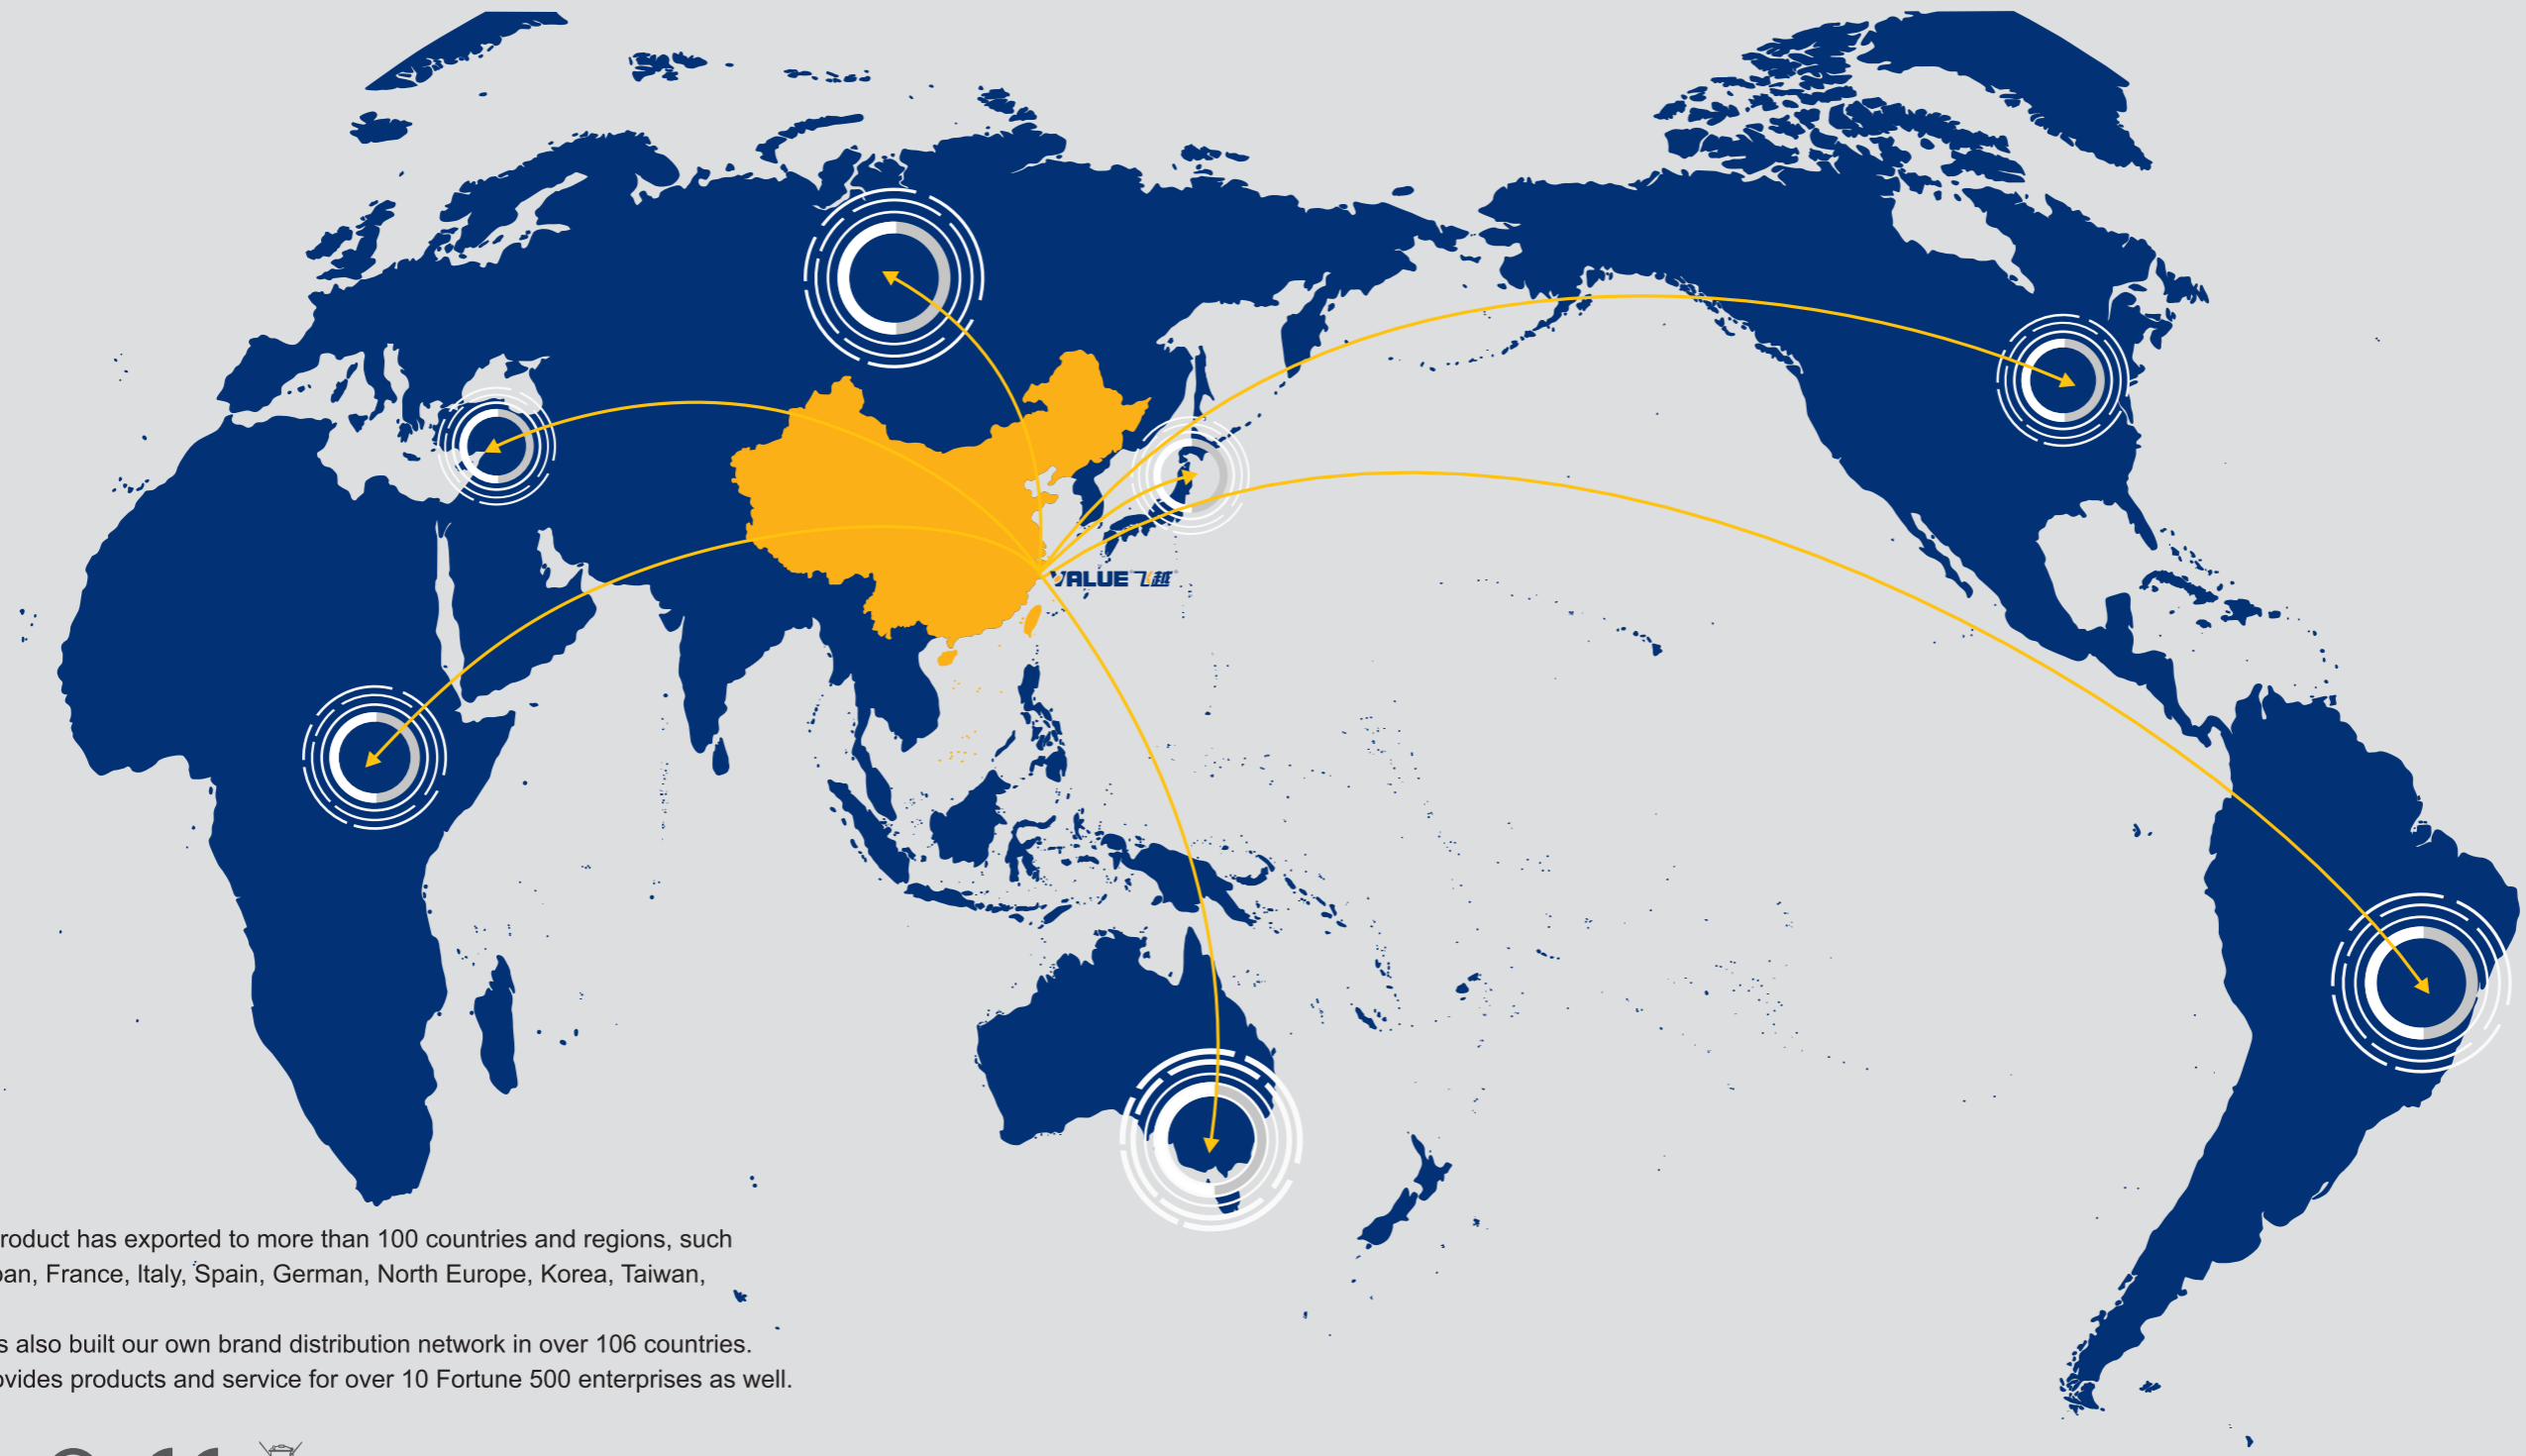 VALUE 飞越®
roduct has exported to more than 100 countries and regions, such
pan, France, Italy, Spain, German, North Europe, Korea, Taiwan,
s also built our own brand distribution network in over 106 countries.
ovides products and service for over 10 Fortune 500 enterprises as well.